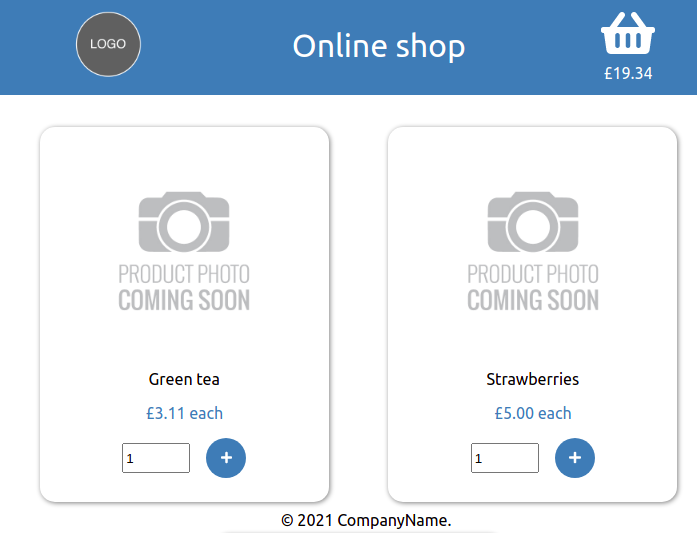 LOGO
Online shop
£19.34
PRODUCT PHOTO
COMING SOON
Green tea
£3.11 each
1
+
PRODUCT PHOTO
COMING SOON
Strawberries
£5.00 each
1
+
© 2021 CompanyName.